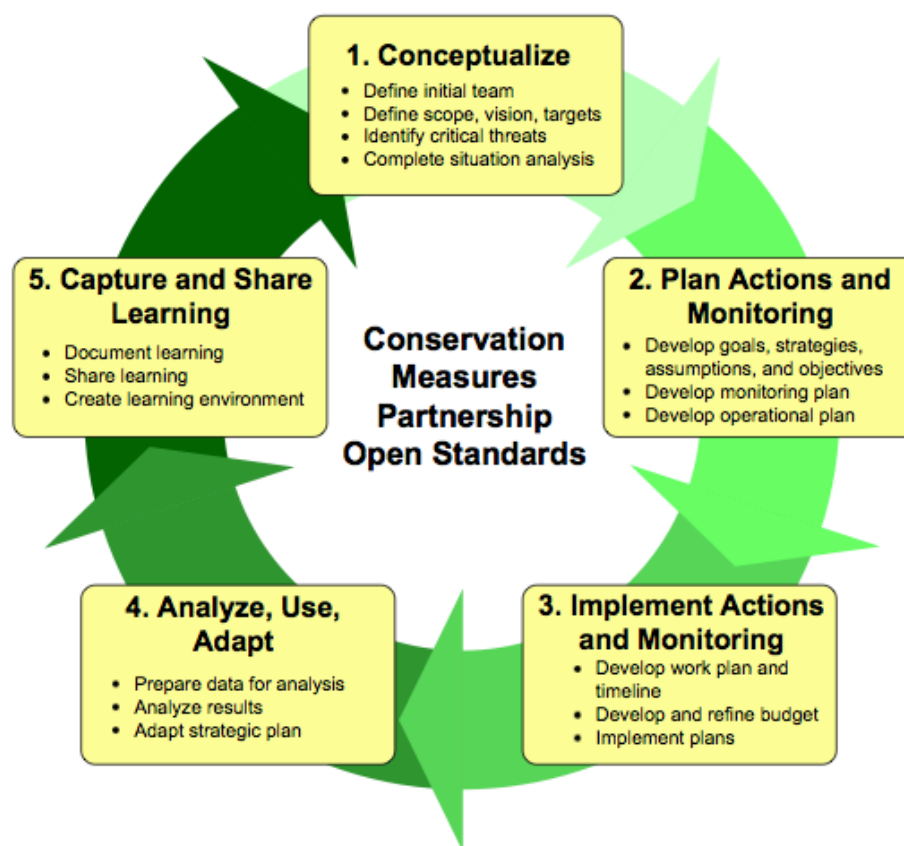 1. Conceptualize
• Define initial team
• Define scope, vision, targets
• Identify critical threats
• Complete situation analysis
2. Plan Actions and
Monitoring
• Develop goals, strategies,
assumptions, and objectives
• Develop monitoring plan
• Develop operational plan
3. Implement Actions
and Monitoring
• Develop work plan and
timeline
• Develop and refine budget
• Implement plans
4. Analyze, Use,
Adapt
• Prepare data for analysis
• Analyze results
• Adapt strategic plan
5. Capture and Share
Learning
• Document learning
• Share learning
• Create learning environment
Conservation
Measures
Partnership
Open Standards